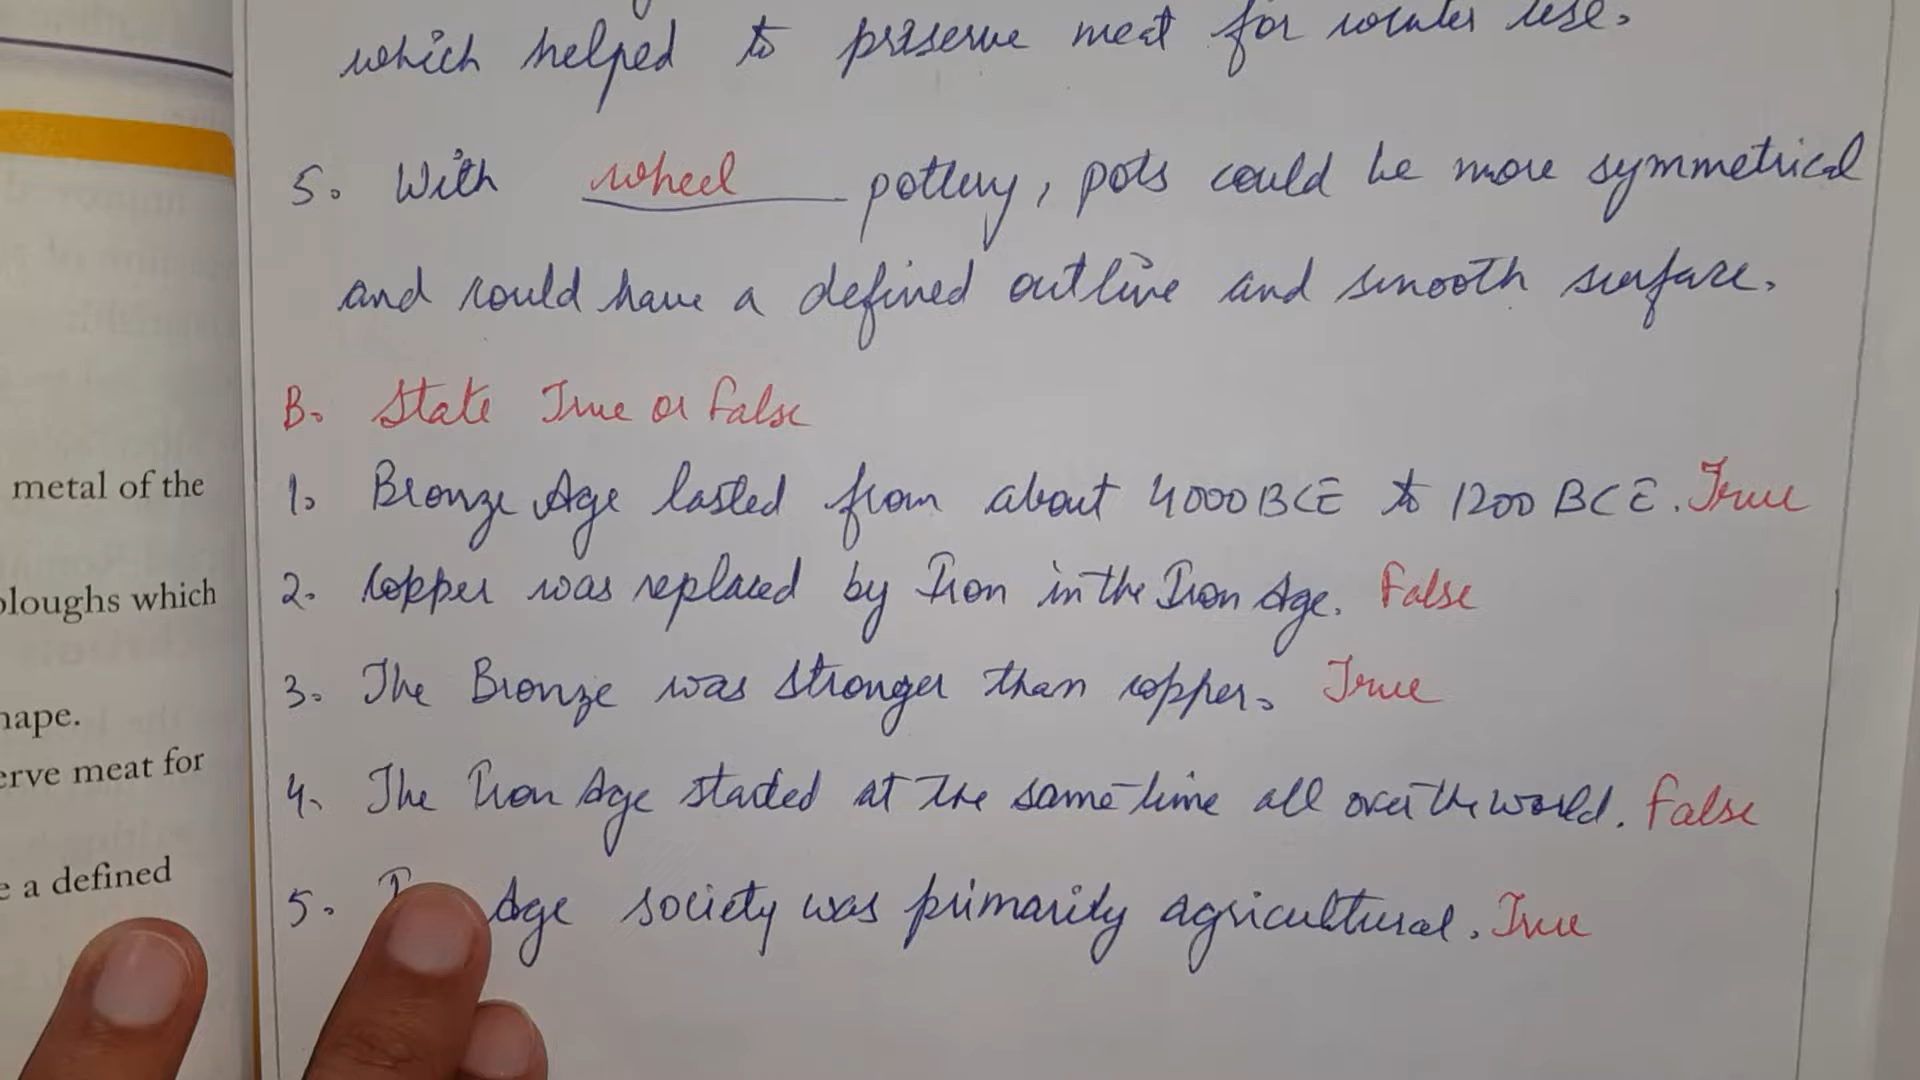 which helped to preserve meat for winter use.
5. With wheel pottery, pots could be more symmetrical
and could have a defined outline and smooth surface.
B. State True or False
1. Bronze Age lasted from about 4000 BCE to 1200 BCE. True
2. Copper was replaced by Iron in the Iron Age. False
3. The Bronze was stronger than copper. True
4. The Iron Age started at the same time all over the world. False
5. Age society was primarily agricultural. True
metal of the
ploughs which
hape.
erve meat for
e a defined